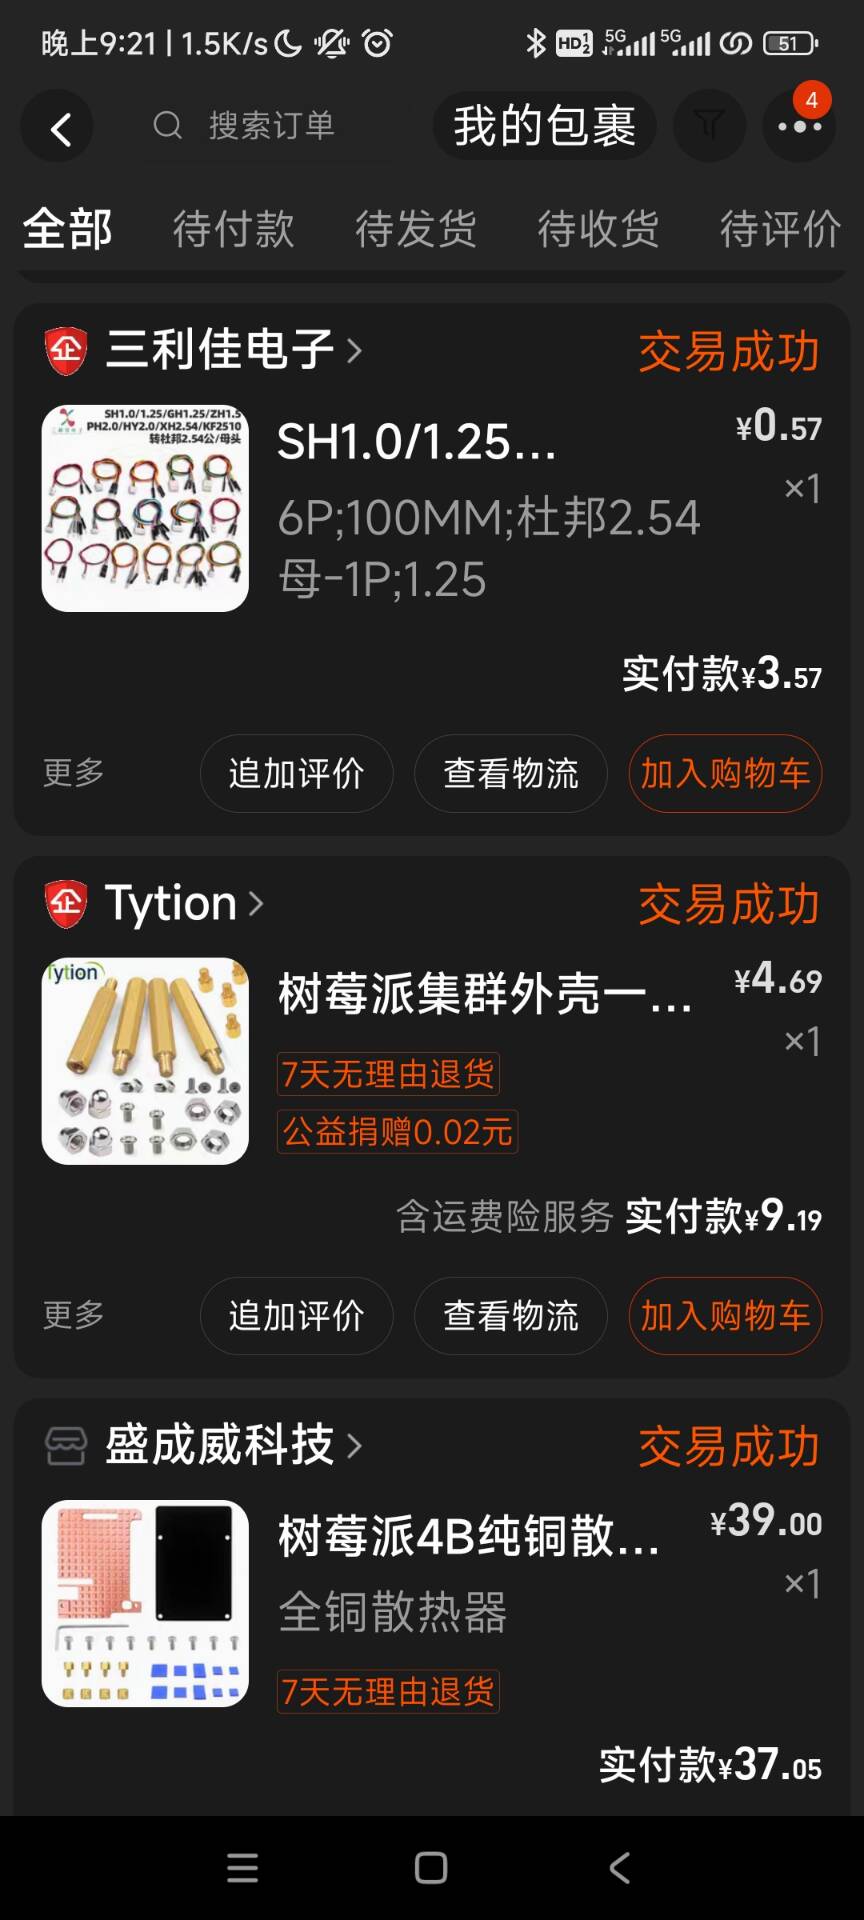 晚上9:21 | 1.5K/s
HD 1 2 5G 5G 51
搜索订单 我的包裹 4
全部 待付款 待发货 待收货 待评价
企 三利佳电子 交易成功
SH1.0/1.25/GH1.25/ZH1.5
PH2.0/HY2.0/XH2.54/KF2510
转杜邦2.54公/母头
SH1.0/1.25... ¥0.57
×1
6P;100MM;杜邦2.54
母-1P;1.25
实付款¥3.57
更多 追加评价 查看物流 加入购物车
企 Tytion 交易成功
Tytion
树莓派集群外壳一... ¥4.69
×1
7天无理由退货
公益捐赠0.02元
含运费险服务 实付款¥9.19
更多 追加评价 查看物流 加入购物车
盛成威科技 交易成功
树莓派4B纯铜散... ¥39.00
×1
全铜散热器
7天无理由退货
实付款¥37.05